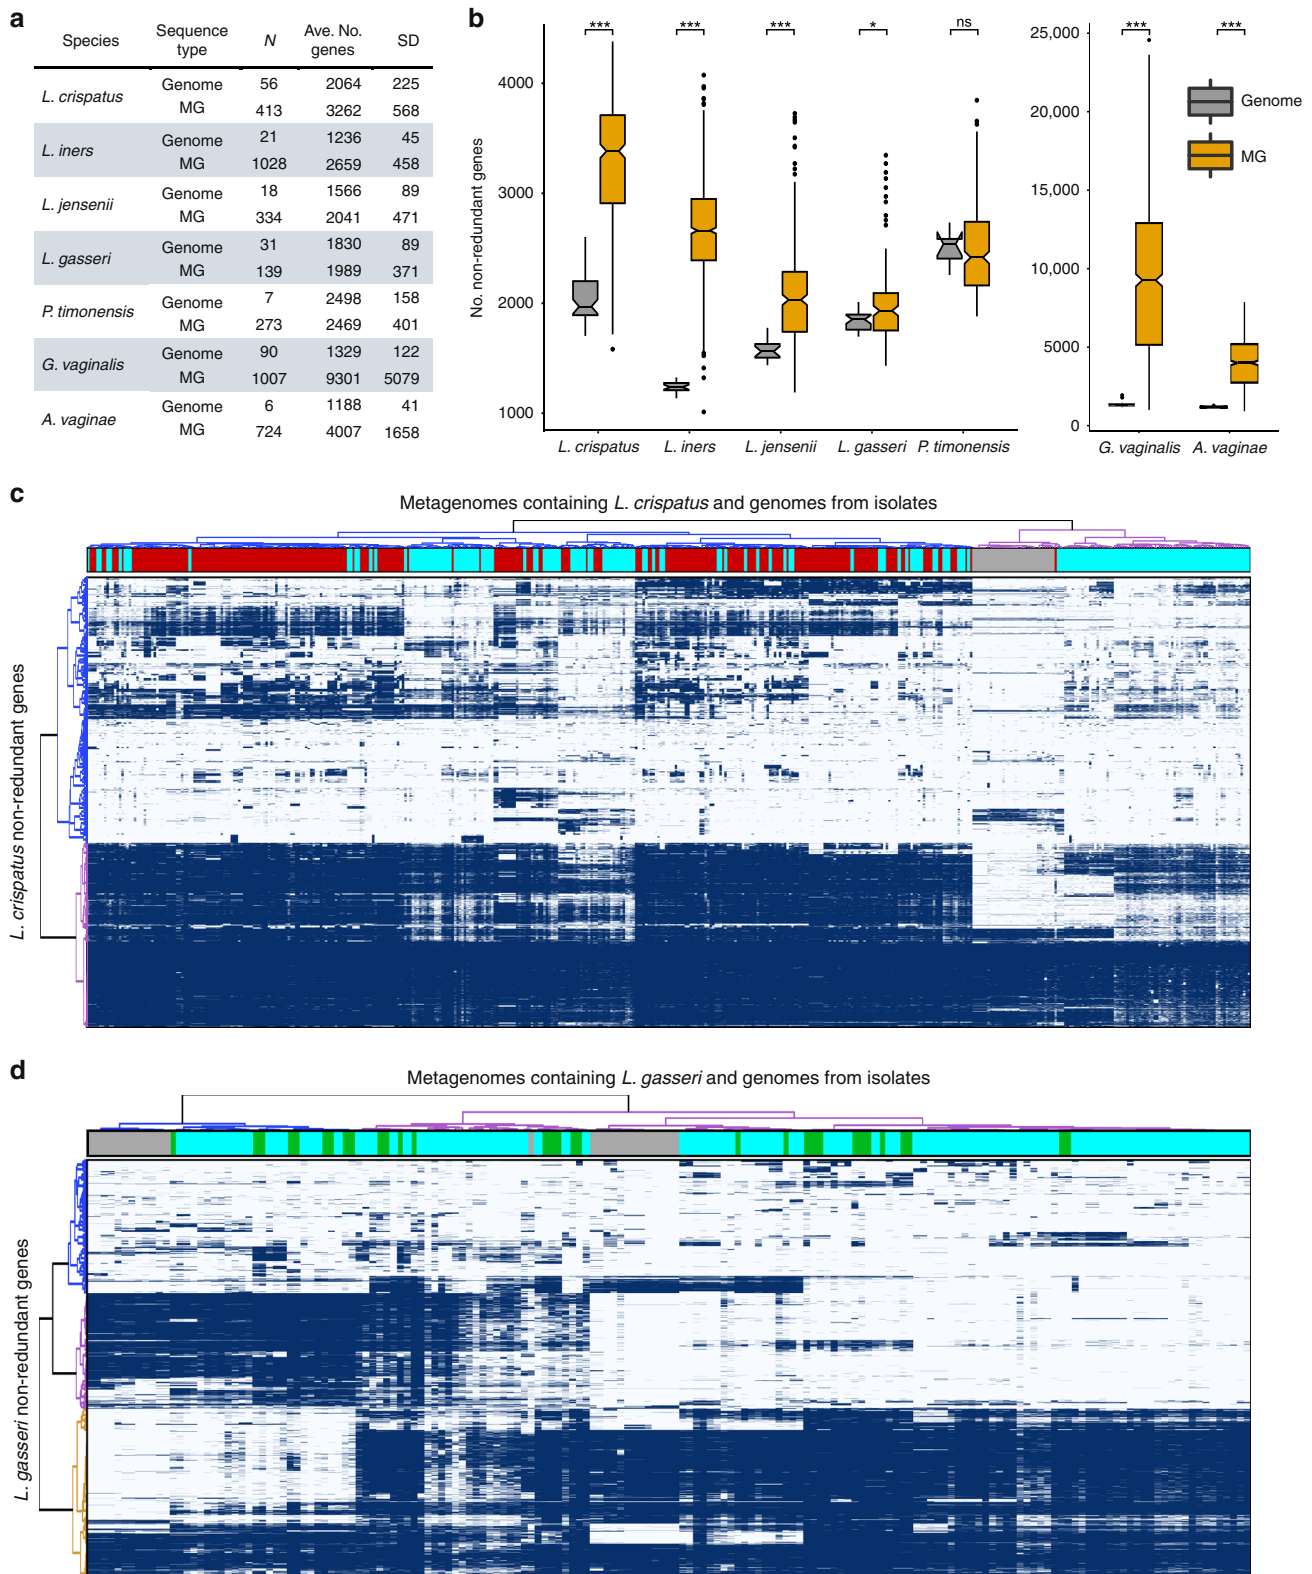 a
Species Sequence type N Ave. No. genes SD
L. crispatus Genome 56 2064 225
MG 413 3262 568
L. iners Genome 21 1236 45
MG 1028 2659 458
L. jensenii Genome 18 1566 89
MG 334 2041 471
L. gasseri Genome 31 1830 89
MG 139 1989 371
P. timonensis Genome 7 2498 158
MG 273 2469 401
G. vaginalis Genome 90 1329 122
MG 1007 9301 5079
A. vaginae Genome 6 1188 41
MG 724 4007 1658
b
No. non-redundant genes
4000
3000
2000
1000
*** *** *** * ns
L. crispatus L. iners L. jensenii L. gasseri P. timonensis
25,000
20,000
15,000
10,000
5000
0
*** ***
G. vaginalis A. vaginae
Genome
MG
c
Metagenomes containing L. crispatus and genomes from isolates
L. crispatus non-redundant genes
d
Metagenomes containing L. gasseri and genomes from isolates
L. gasseri non-redundant genes